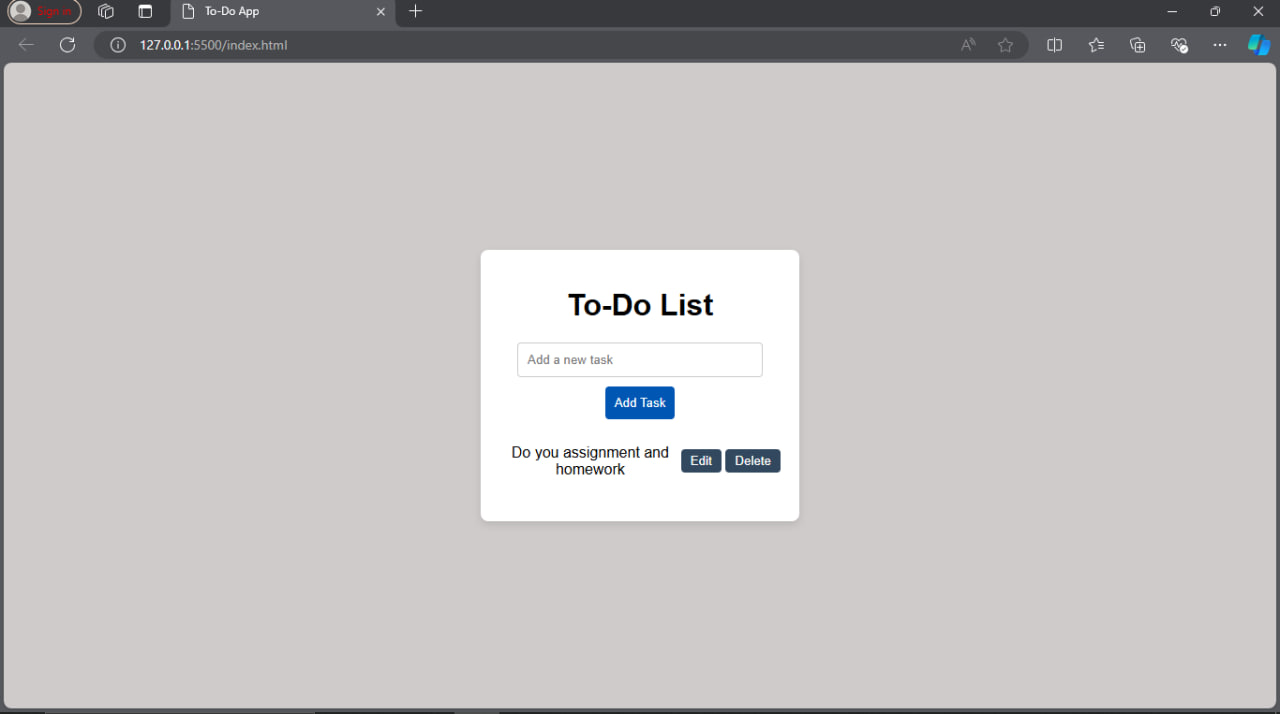 Sign in
To-Do App
127.0.0.1:5500/index.html
To-Do List
Add a new task
Add Task
Do you assignment and
homework
Edit
Delete